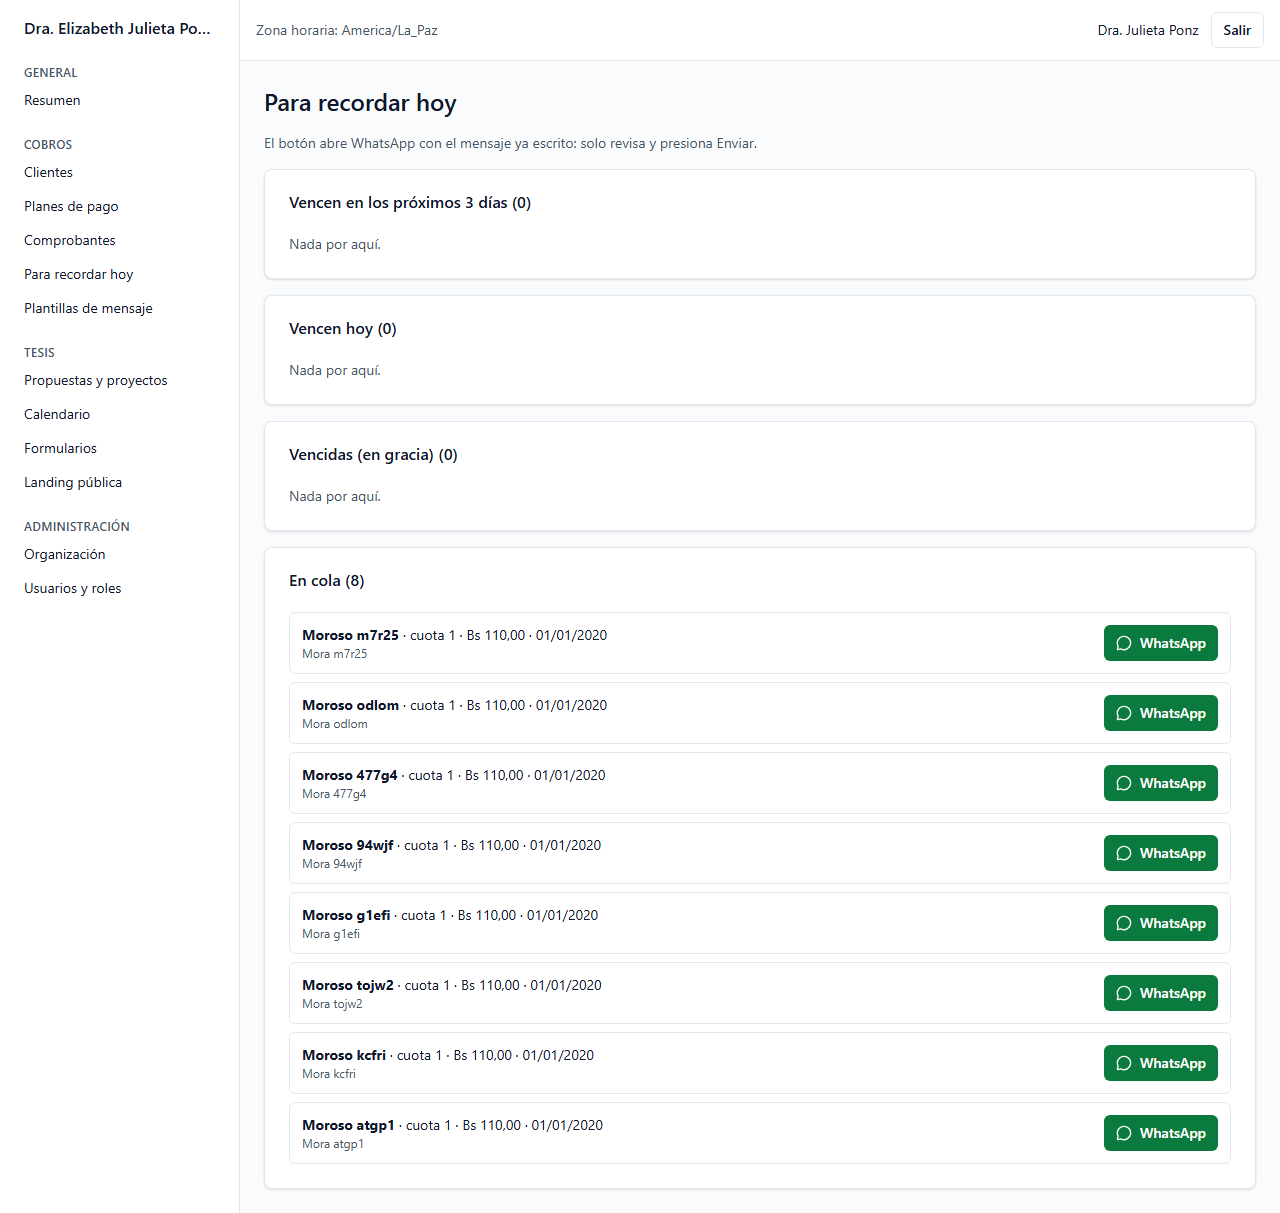 Dra. Elizabeth Julieta Po...
GENERAL
Resumen
COBROS
Clientes
Planes de pago
Comprobantes
Para recordar hoy
Plantillas de mensaje
TESIS
Propuestas y proyectos
Calendario
Formularios
Landing pública
ADMINISTRACIÓN
Organización
Usuarios y roles
Zona horaria: America/La_Paz
Dra. Julieta Ponz
Salir
Para recordar hoy
El botón abre WhatsApp con el mensaje ya escrito: solo revisa y presiona Enviar.
Vencen en los próximos 3 días (0)
Nada por aquí.
Vencen hoy (0)
Nada por aquí.
Vencidas (en gracia) (0)
Nada por aquí.
En cola (8)
Moroso m7r25 · cuota 1 · Bs 110,00 · 01/01/2020
Mora m7r25
WhatsApp
Moroso odlom · cuota 1 · Bs 110,00 · 01/01/2020
Mora odlom
WhatsApp
Moroso 477g4 · cuota 1 · Bs 110,00 · 01/01/2020
Mora 477g4
WhatsApp
Moroso 94wjf · cuota 1 · Bs 110,00 · 01/01/2020
Mora 94wjf
WhatsApp
Moroso g1efi · cuota 1 · Bs 110,00 · 01/01/2020
Mora g1efi
WhatsApp
Moroso tojw2 · cuota 1 · Bs 110,00 · 01/01/2020
Mora tojw2
WhatsApp
Moroso kcfri · cuota 1 · Bs 110,00 · 01/01/2020
Mora kcfri
WhatsApp
Moroso atgp1 · cuota 1 · Bs 110,00 · 01/01/2020
Mora atgp1
WhatsApp